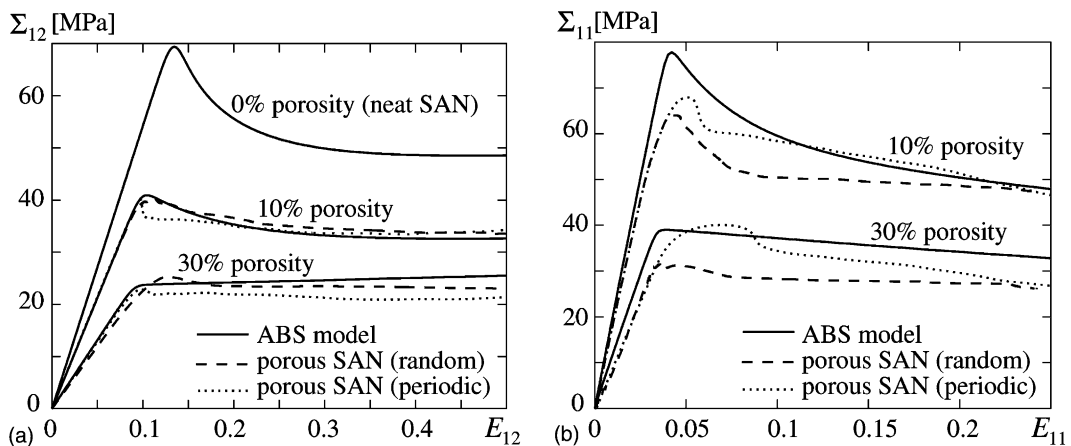 Σ12 [MPa]
60
40
20
0
0% porosity (neat SAN)
10% porosity
30% porosity
ABS model
porous SAN (random)
porous SAN (periodic)
0 0.1 0.2 0.3 0.4 E12
(a)
Σ11 [MPa]
60
40
20
0
10% porosity
30% porosity
ABS model
porous SAN (random)
porous SAN (periodic)
0 0.05 0.1 0.15 0.2 E11
(b)